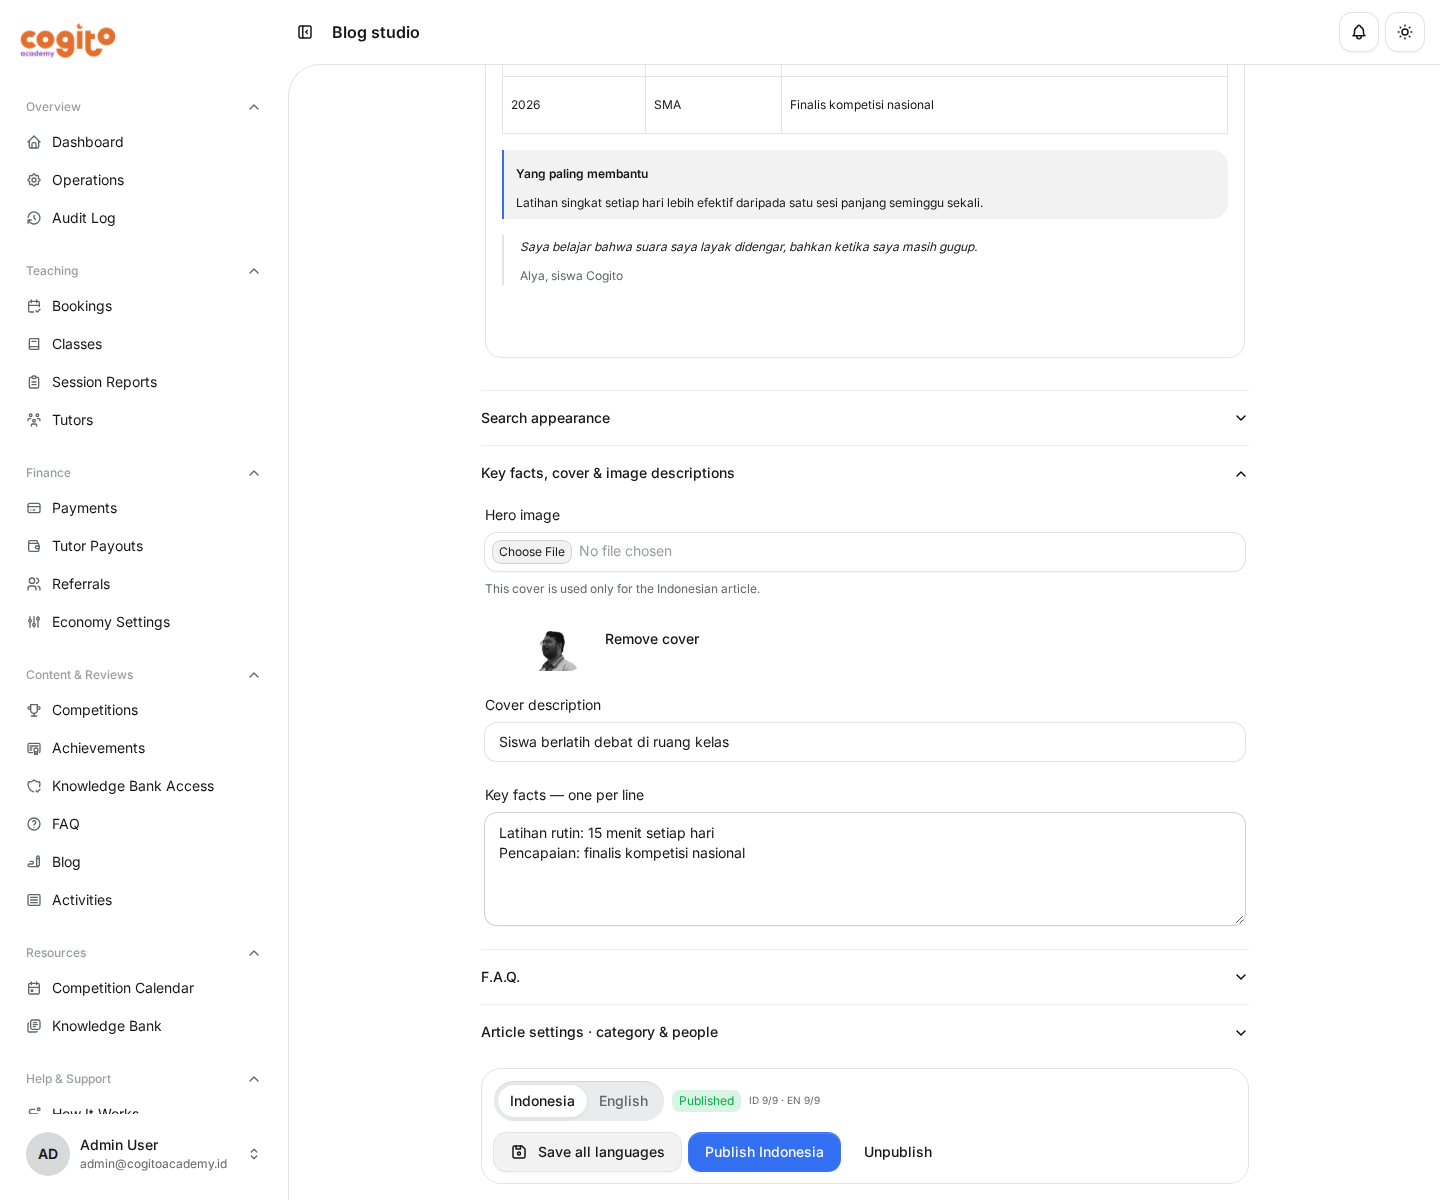 cogito
academy
Blog studio
Overview
Dashboard
Operations
Audit Log
Teaching
Bookings
Classes
Session Reports
Tutors
Finance
Payments
Tutor Payouts
Referrals
Economy Settings
Content & Reviews
Competitions
Achievements
Knowledge Bank Access
FAQ
Blog
Activities
Resources
Competition Calendar
Knowledge Bank
Help & Support
How It Works
AD
Admin User
admin@cogitoacademy.id
2026 SMA Finalis kompetisi nasional
Yang paling membantu
Latihan singkat setiap hari lebih efektif daripada satu sesi panjang seminggu sekali.
Saya belajar bahwa suara saya layak didengar, bahkan ketika saya masih gugup.
Alya, siswa Cogito
Search appearance
Key facts, cover & image descriptions
Hero image
Choose File No file chosen
This cover is used only for the Indonesian article.
Remove cover
Cover description
Siswa berlatih debat di ruang kelas
Key facts — one per line
Latihan rutin: 15 menit setiap hari
Pencapaian: finalis kompetisi nasional
F.A.Q.
Article settings · category & people
Indonesia English Published ID 9/9 · EN 9/9
Save all languages Publish Indonesia Unpublish